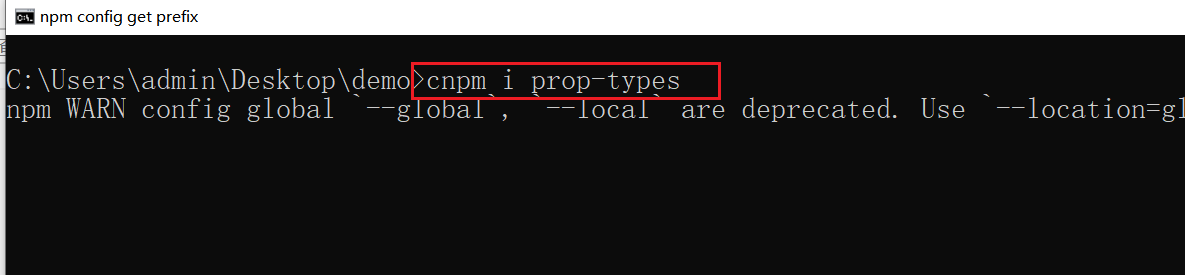 npm config get prefix
C:\Users\admin\Desktop\demo>cnpm i prop-types
npm WARN config global `--global`, `--local` are deprecated. Use `--location=gl